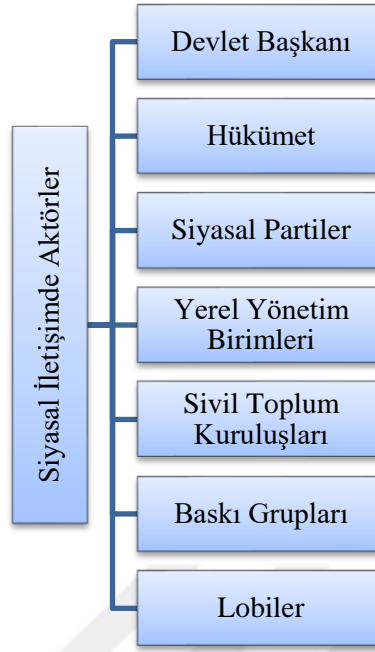 Siyasal İletişimde Aktörler
Devlet Başkanı
Hükümet
Siyasal Partiler
Yerel Yönetim
Birimleri
Sivil Toplum
Kuruluşları
Baskı Grupları
Lobiler